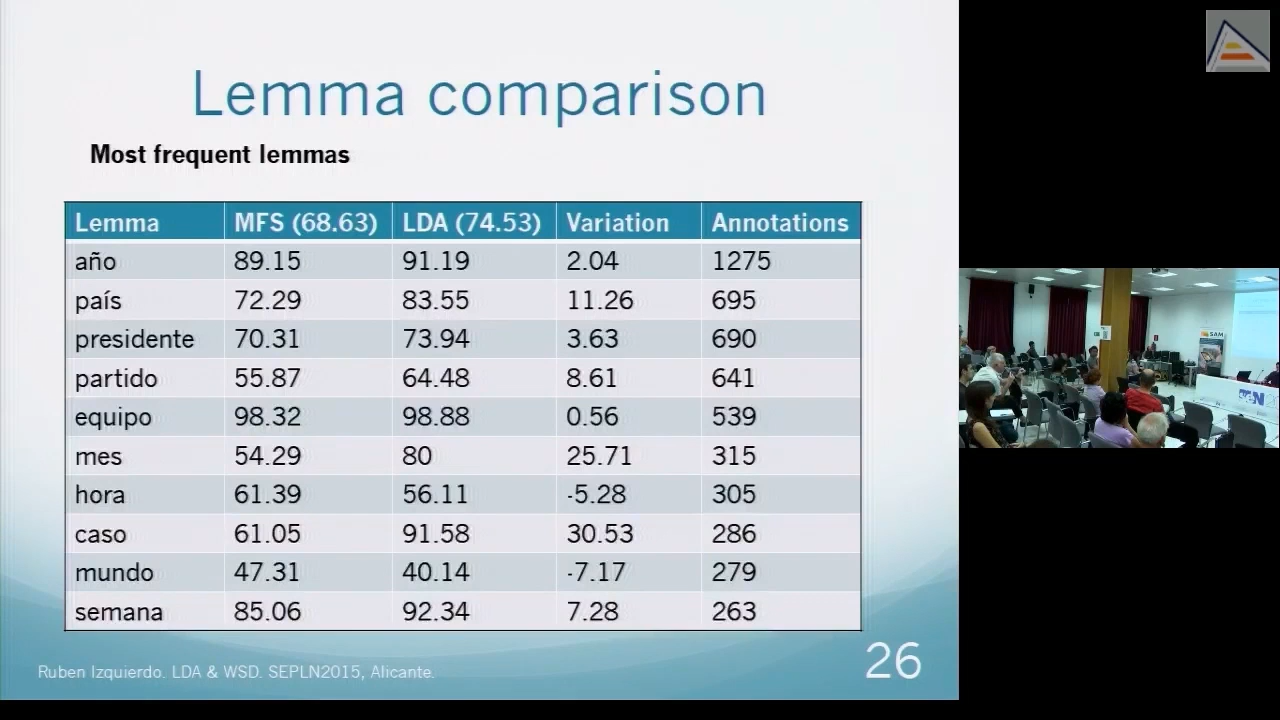 Lemma comparison
Most frequent lemmas
Lemma MFS (68.63) LDA (74.53) Variation Annotations
año 89.15 91.19 2.04 1275
país 72.29 83.55 11.26 695
presidente 70.31 73.94 3.63 690
partido 55.87 64.48 8.61 641
equipo 98.32 98.88 0.56 539
mes 54.29 80 25.71 315
hora 61.39 56.11 -5.28 305
caso 61.05 91.58 30.53 286
mundo 47.31 40.14 -7.17 279
semana 85.06 92.34 7.28 263
Ruben Izquierdo. LDA & WSD. SEPLN2015, Alicante.
26
SAM